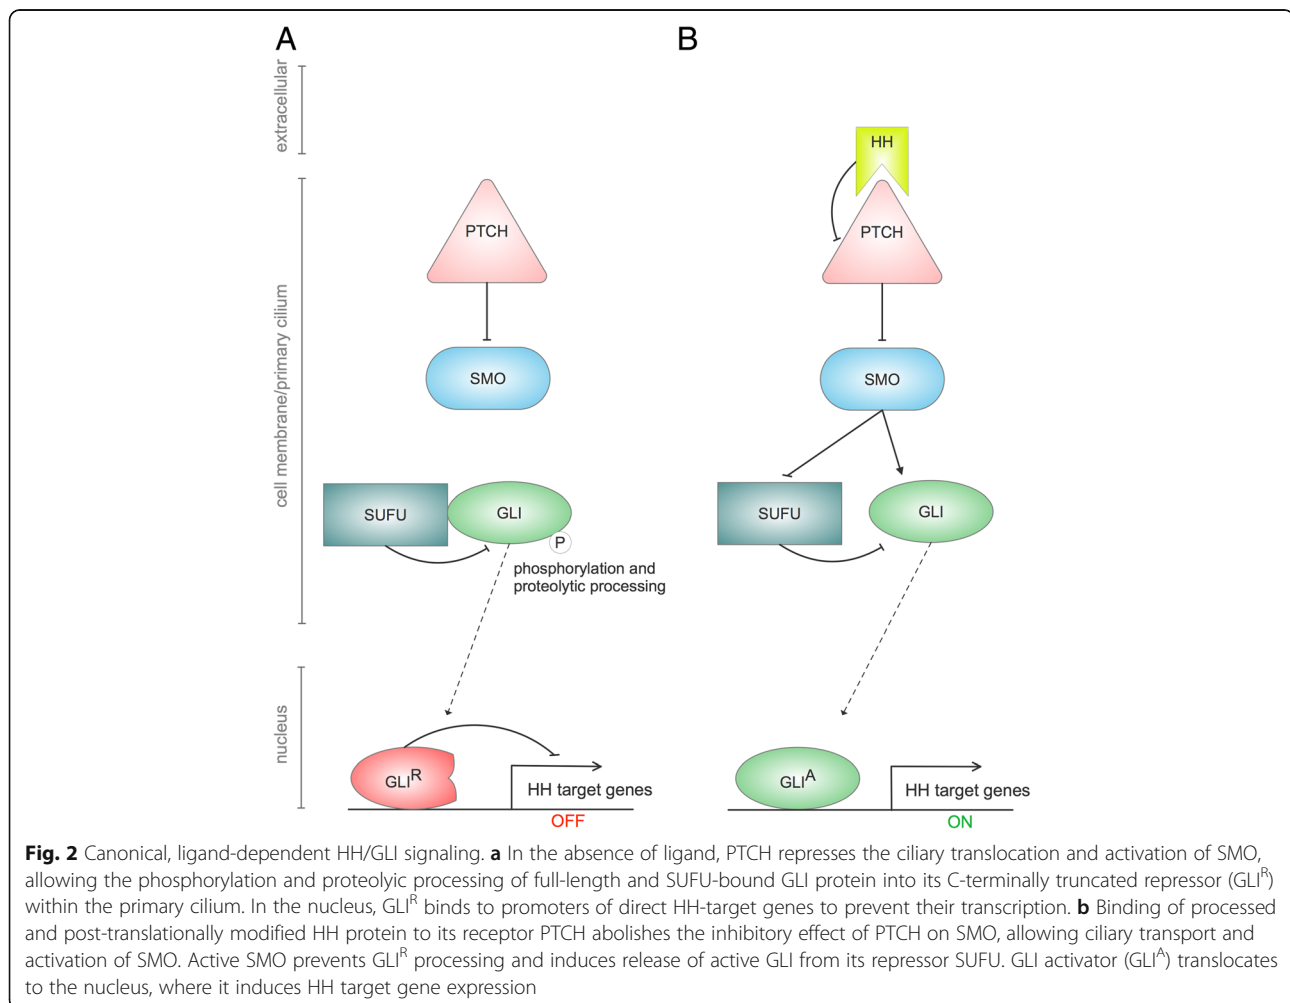 A
B
extracellular
HH
PTCH
PTCH
cell membrane/primary cilium
SMO
SMO
SUFU
GLI
P
phosphorylation and
proteolytic processing
SUFU
GLI
nucleus
GLI^R
HH target genes
OFF
GLI^A
HH target genes
ON
Fig. 2 Canonical, ligand-dependent HH/GLI signaling. a In the absence of ligand, PTCH represses the ciliary translocation and activation of SMO,
allowing the phosphorylation and proteolyic processing of full-length and SUFU-bound GLI protein into its C-terminally truncated repressor (GLI^R)
within the primary cilium. In the nucleus, GLI^R binds to promoters of direct HH-target genes to prevent their transcription. b Binding of processed
and post-translationally modified HH protein to its receptor PTCH abolishes the inhibitory effect of PTCH on SMO, allowing ciliary transport and
activation of SMO. Active SMO prevents GLI^R processing and induces release of active GLI from its repressor SUFU. GLI activator (GLI^A) translocates
to the nucleus, where it induces HH target gene expression